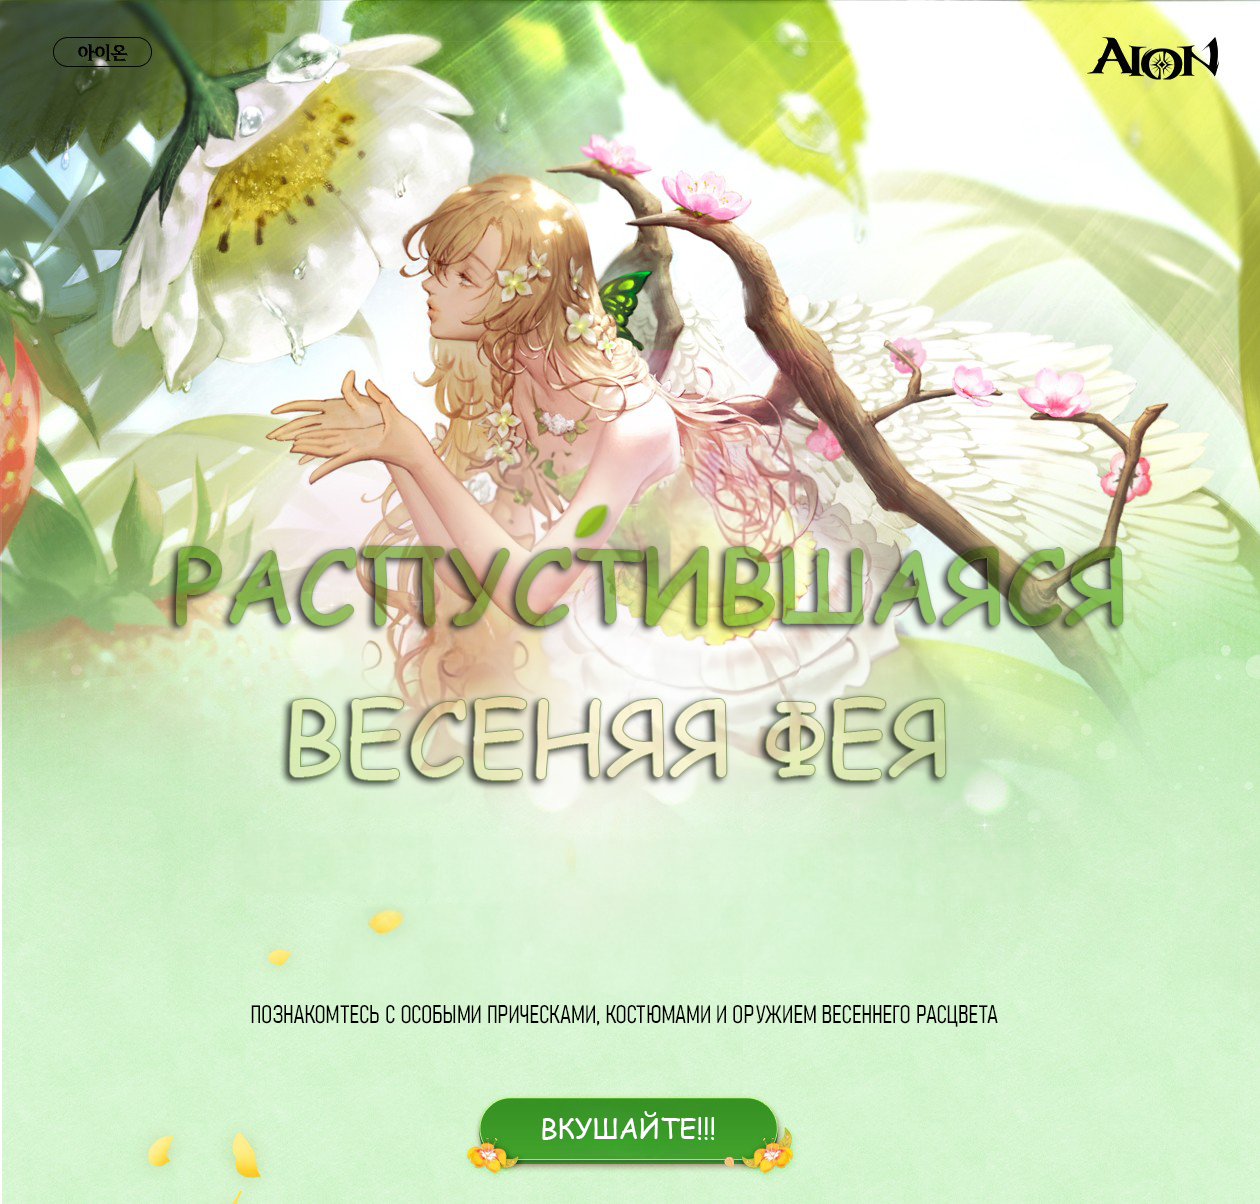 아이온
AION
РАСПУСТИВШАЯСЯ
ВЕСЕНЯЯ ФЕЯ
ПОЗНАКОМТЕСЬ С ОСОБЫМИ ПРИЧЕСКАМИ, КОСТЮМАМИ И ОРУЖИЕМ ВЕСЕННЕГО РАСЦВЕТА
ВКУШАЙТЕ!!!